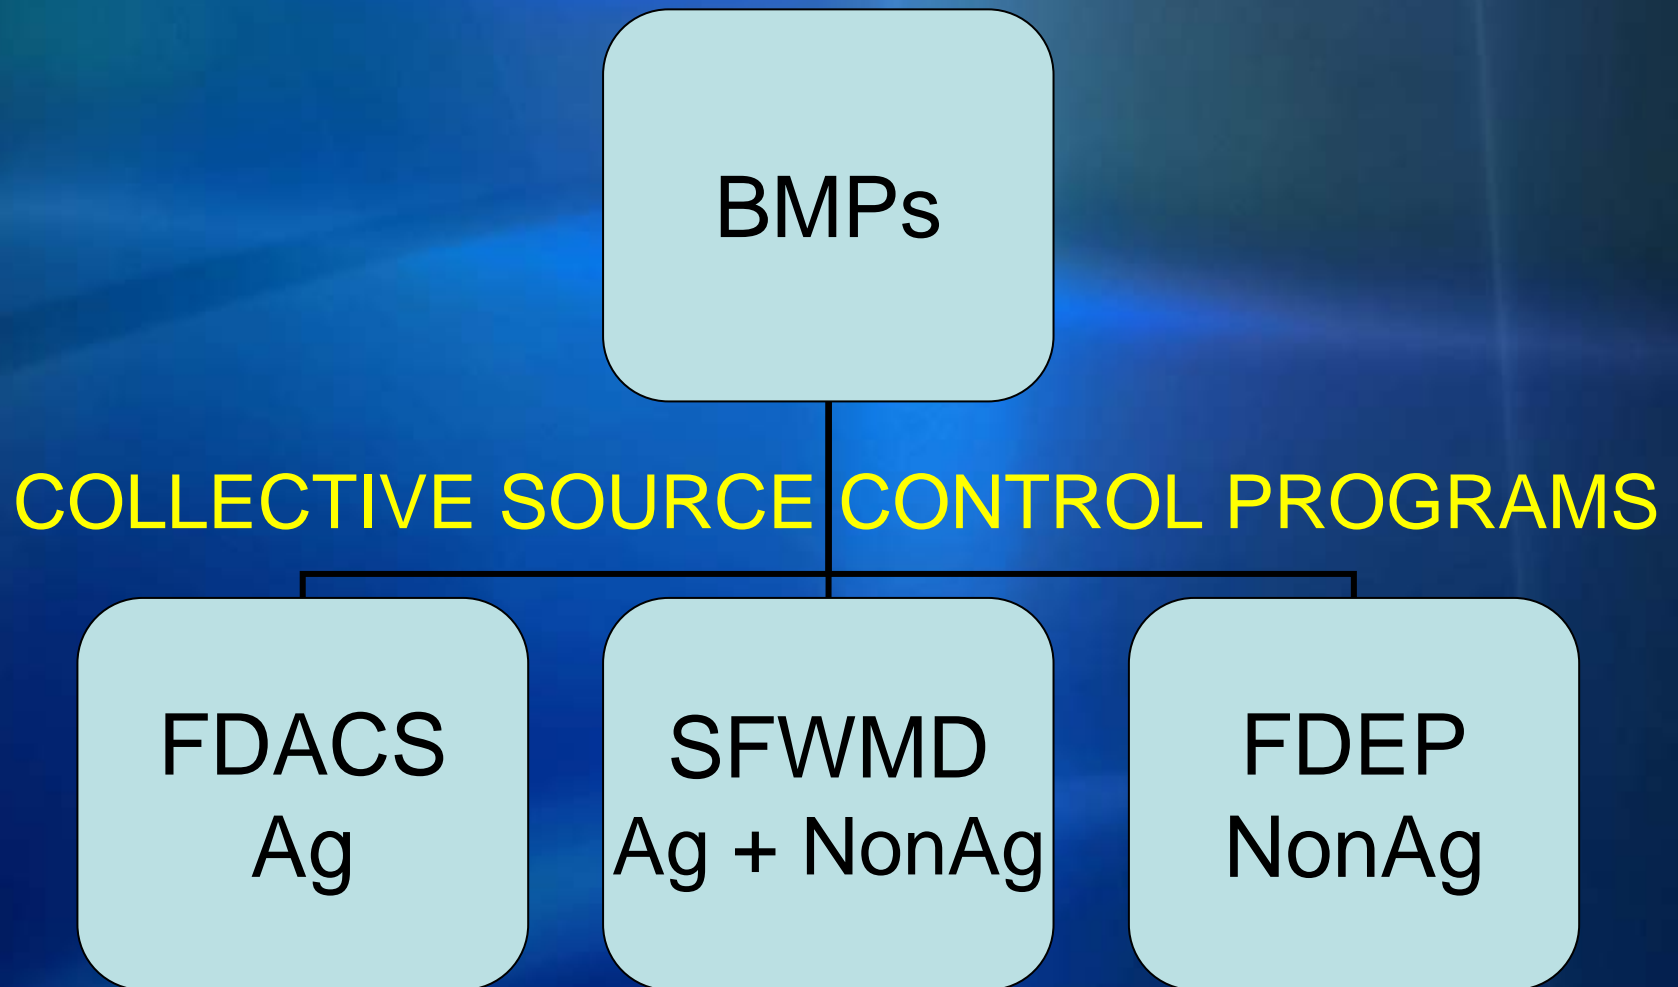 BMPs
COLLECTIVE SOURCE CONTROL PROGRAMS
FDACS
Ag
SFWMD
Ag + NonAg
FDEP
NonAg